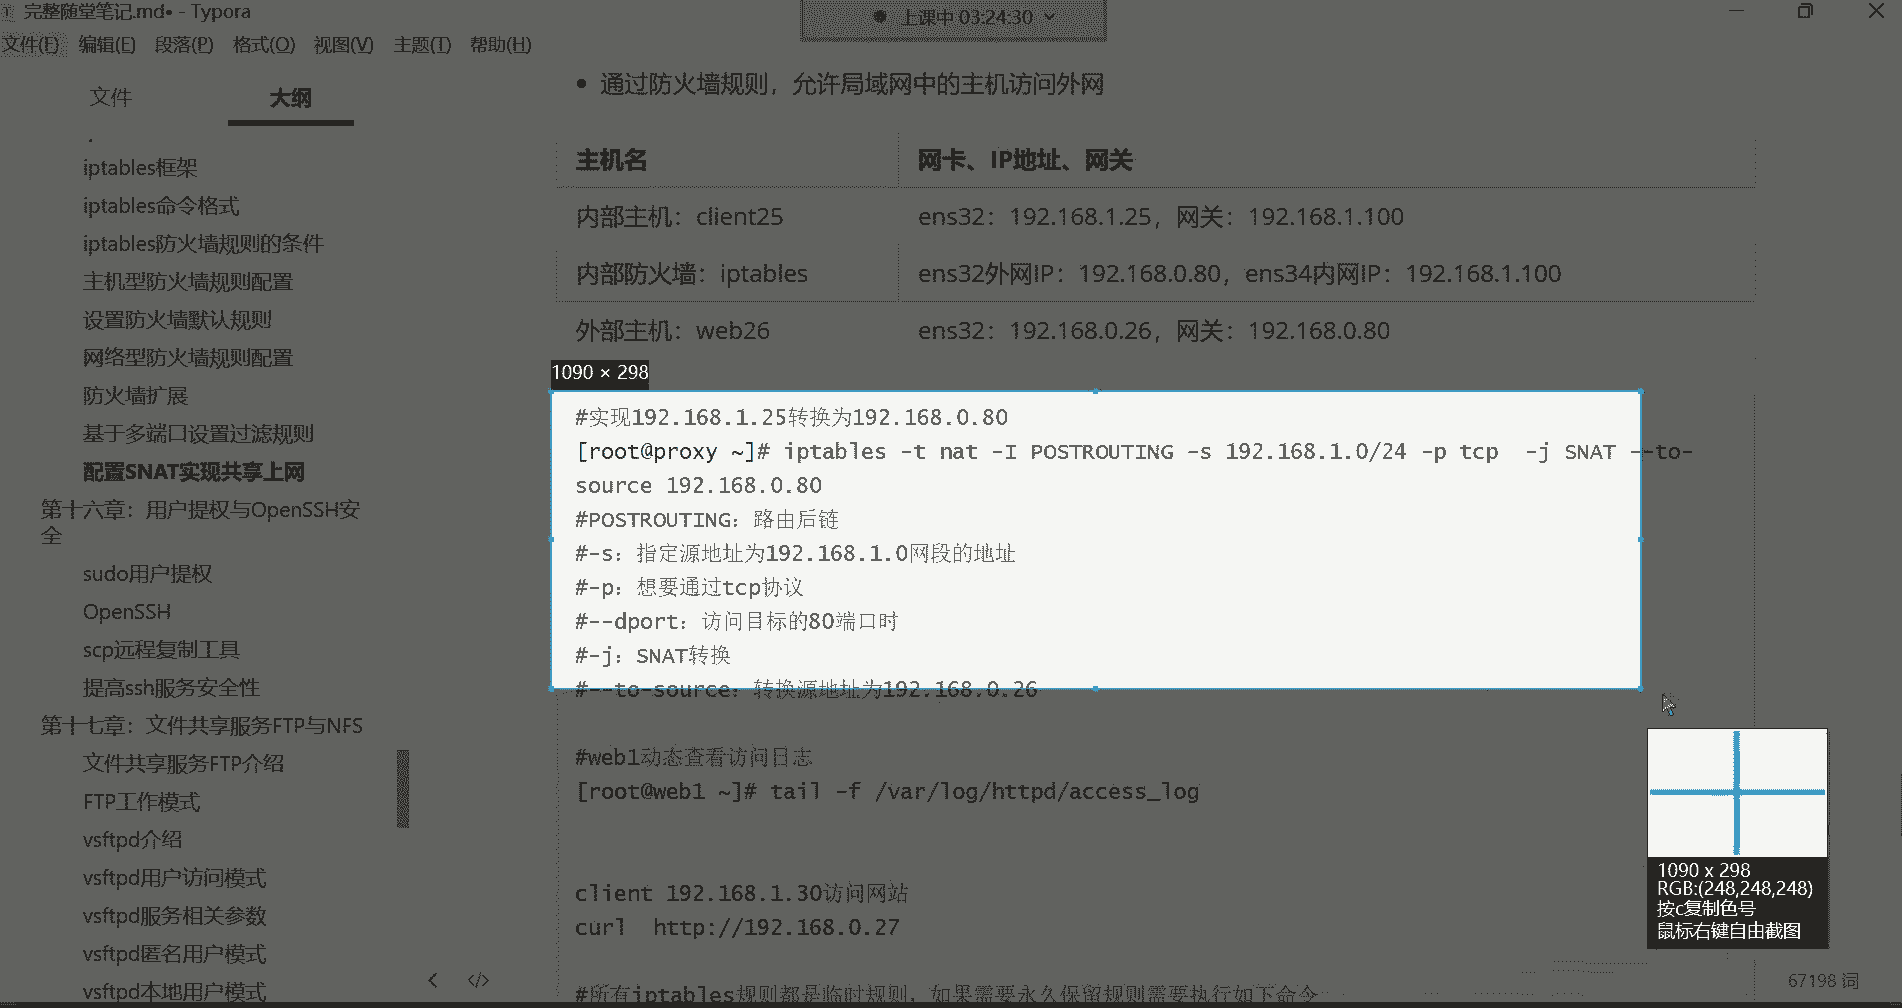 完整随堂笔记.md• - Typora
上课中 03:24:30
文件(F) 编辑(E) 段落(P) 格式(O) 视图(V) 主题(T) 帮助(H)
文件 大纲
iptables框架
iptables命令格式
iptables防火墙规则的条件
主机型防火墙规则配置
设置防火墙默认规则
网络型防火墙规则配置
防火墙扩展
基于多端口设置过滤规则
配置SNAT实现共享上网
第十六章：用户提权与OpenSSH安
全
sudo用户提权
OpenSSH
scp远程复制工具
提高ssh服务安全性
第十七章：文件共享服务FTP与NFS
文件共享服务FTP介绍
FTP工作模式
vsftpd介绍
vsftpd用户访问模式
vsftpd服务相关参数
vsftpd匿名用户模式
vsftpd本地用户模式
• 通过防火墙规则，允许局域网中的主机访问外网
主机名 网卡、IP地址、网关
内部主机：client25 ens32：192.168.1.25，网关：192.168.1.100
内部防火墙：iptables ens32外网IP：192.168.0.80，ens34内网IP：192.168.1.100
外部主机：web26 ens32：192.168.0.26，网关：192.168.0.80
1090 × 298
#实现192.168.1.25转换为192.168.0.80
[root@proxy ~]# iptables -t nat -I POSTROUTING -s 192.168.1.0/24 -p tcp  -j SNAT --to-
source 192.168.0.80
#POSTROUTING：路由后链
#-s：指定源地址为192.168.1.0网段的地址
#-p：想要通过tcp协议
#--dport：访问目标的80端口时
#-j：SNAT转换
#--to-source：转换源地址为192.168.0.26
#web1动态查看访问日志
[root@web1 ~]# tail -f /var/log/httpd/access_log
client 192.168.1.30访问网站
curl  http://192.168.0.27
#所有iptables规则都是临时规则，如果需要永久保留规则需要执行如下命令
1090 x 298
RGB:(248,248,248)
按c复制色号
鼠标右键自由截图
67198 词